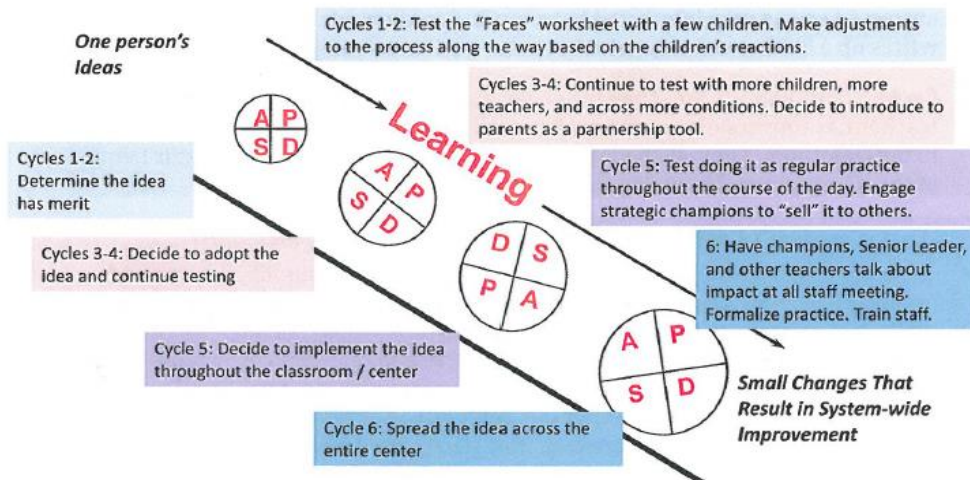 One person's
Ideas
Cycles 1-2: Test the "Faces" worksheet with a few children. Make adjustments
to the process along the way based on the children's reactions.
Cycles 3-4: Continue to test with more children, more
teachers, and across more conditions. Decide to introduce to
parents as a partnership tool.
Learning
A P
S D
Cycles 1-2:
Determine the idea
has merit
Cycle 5: Test doing it as regular practice
throughout the course of the day. Engage
strategic champions to "sell" it to others.
A P
S D
Cycles 3-4: Decide to adopt the
idea and continue testing
D S
P A
6: Have champions, Senior Leader,
and other teachers talk about
impact at all staff meeting.
Formalize practice. Train staff.
Cycle 5: Decide to implement the idea
throughout the classroom / center
A P
S D
Small Changes That
Result in System-wide
Improvement
Cycle 6: Spread the idea across the
entire center